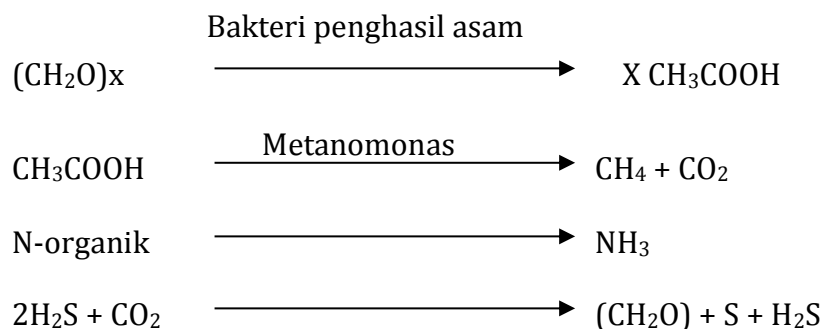 Bakteri penghasil asam
(CH₂O)x → X CH₃COOH
Metanomonas
CH₃COOH → CH₄ + CO₂
N-organik → NH₃
2H₂S + CO₂ → (CH₂O) + S + H₂S